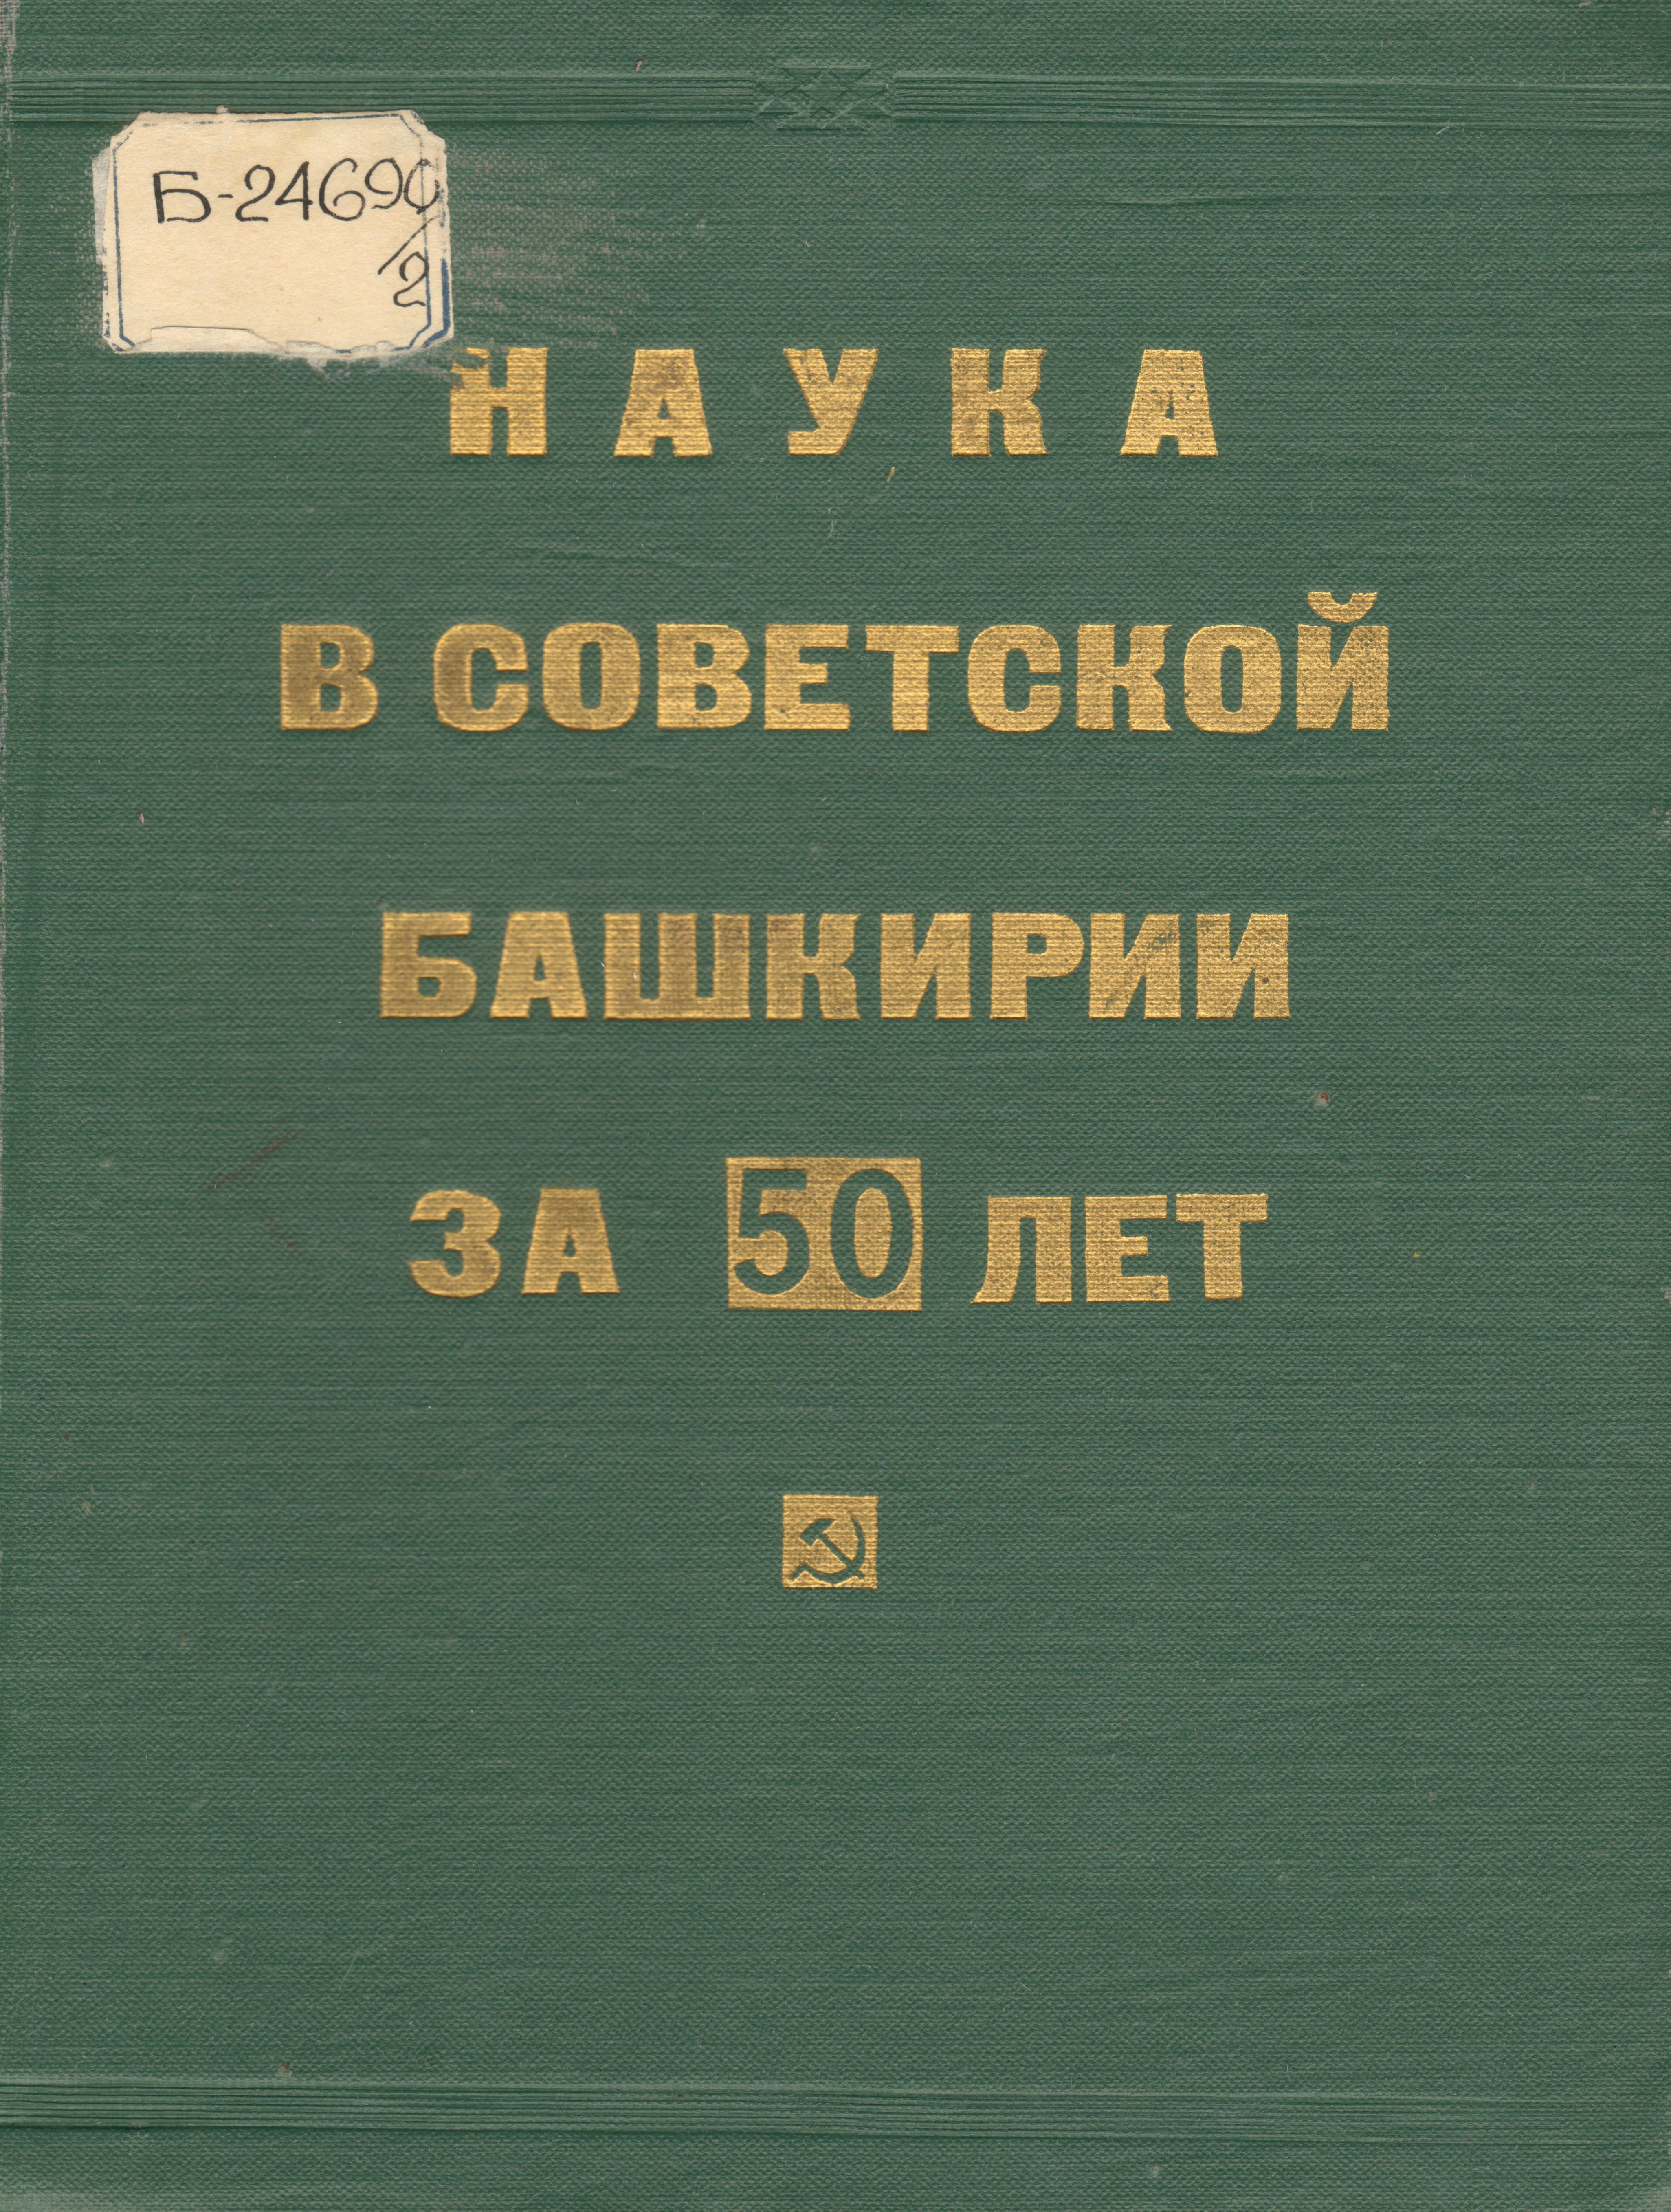 Б-24690
/2
НАУКА
В СОВЕТСКОЙ
БАШКИРИИ
ЗА 50 ЛЕТ